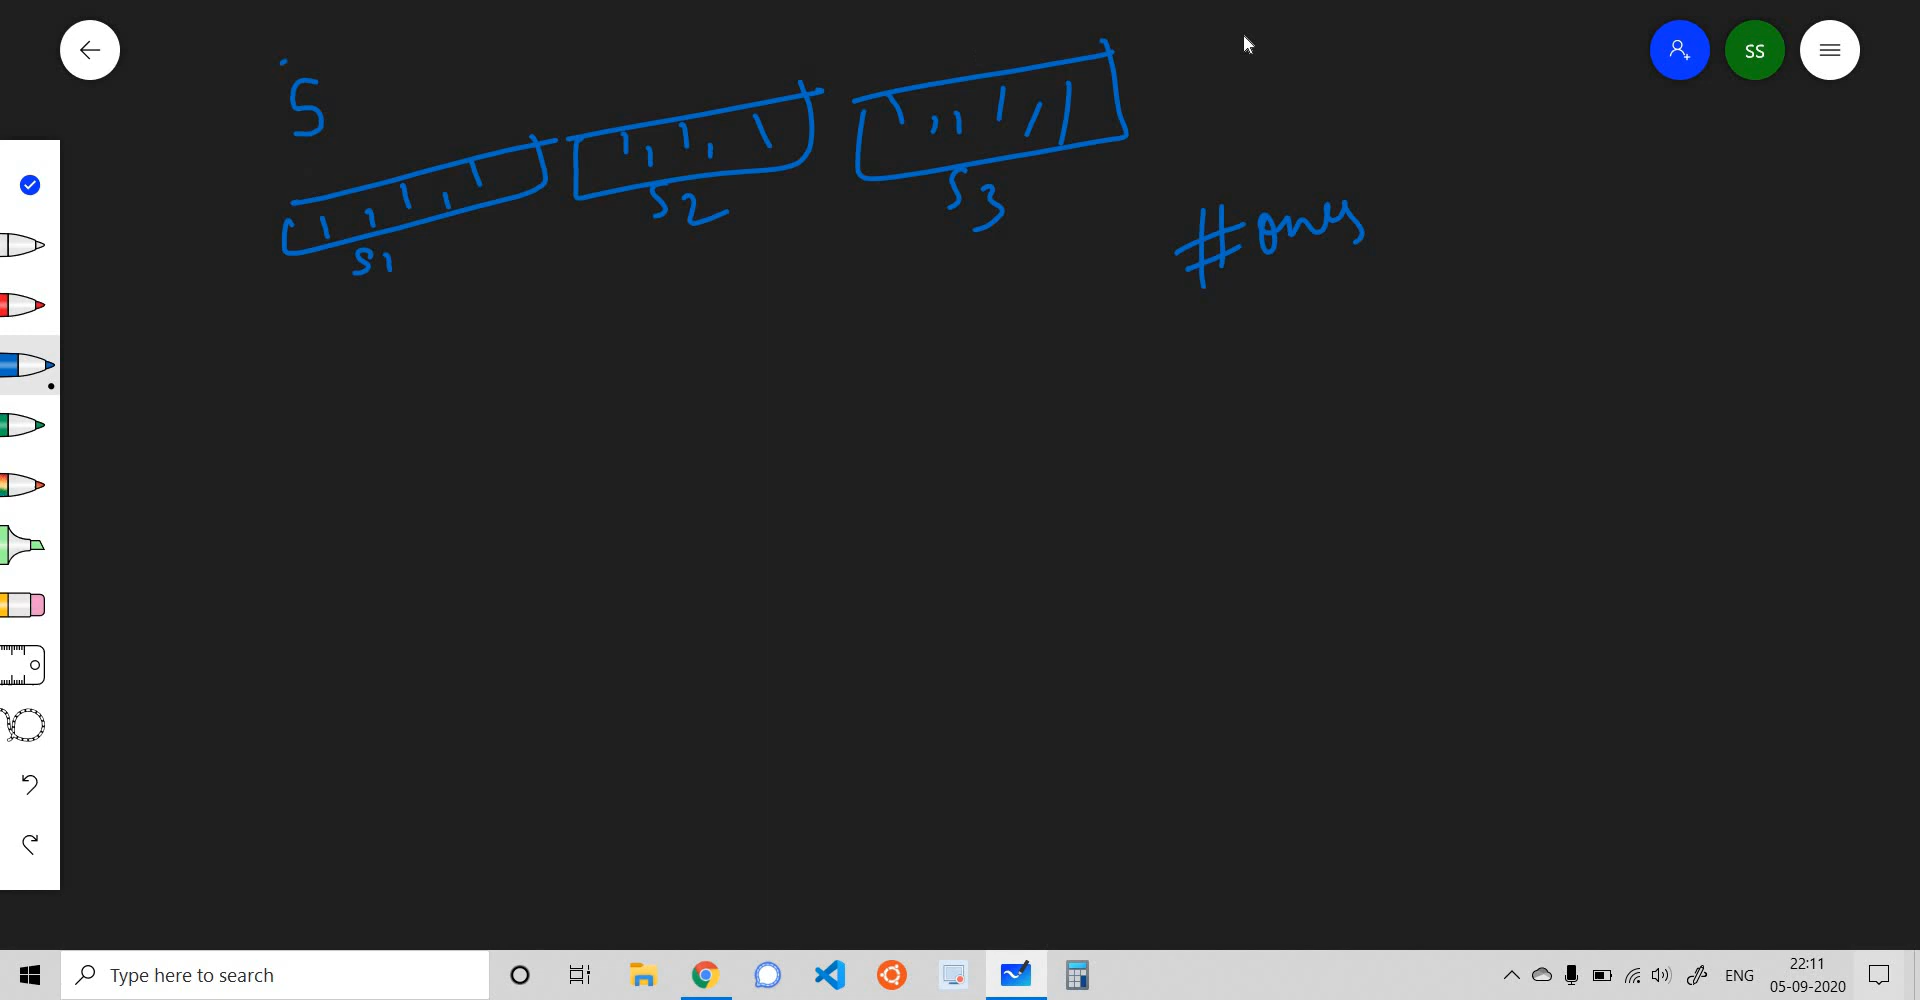 SS
S
S1
S2
S3
#ones
Type here to search
ENG
22:11
05-09-2020